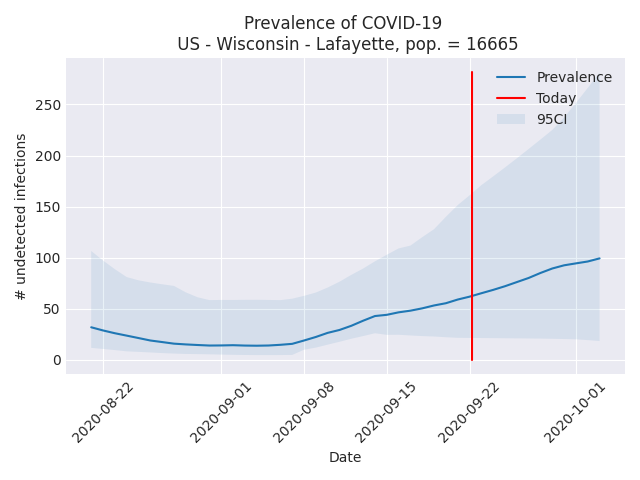 Prevalence of COVID-19
US - Wisconsin - Lafayette, pop. = 16665
Prevalence
Today
95CI
# undetected infections
250
200
150
100
50
0
2020-08-22
2020-09-01
2020-09-08
2020-09-15
2020-09-22
2020-10-01
Date